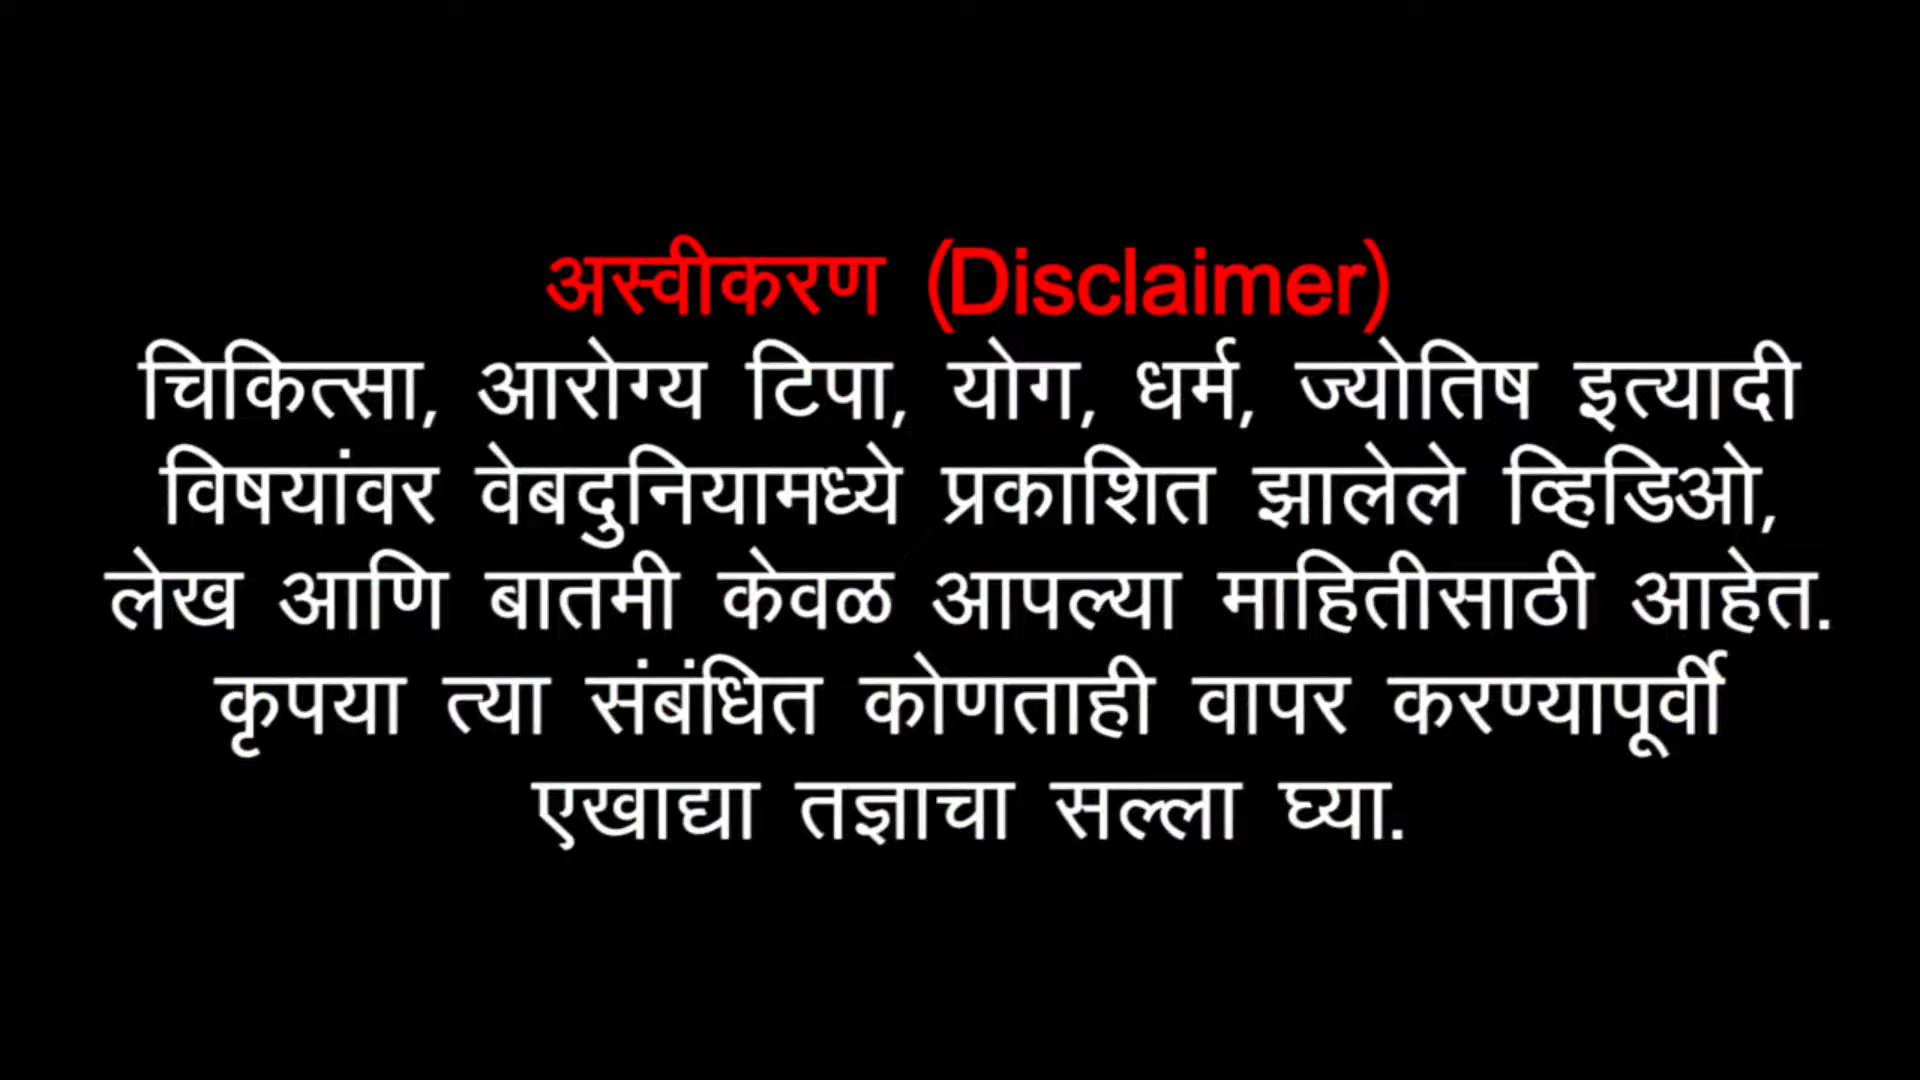 अस्वीकरण (Disclaimer)
चिकित्सा, आरोग्य टिपा, योग, धर्म, ज्योतिष इत्यादी
विषयांवर वेबदुनियामध्ये प्रकाशित झालेले व्हिडिओ,
लेख आणि बातमी केवळ आपल्या माहितीसाठी आहेत.
कृपया त्या संबंधित कोणताही वापर करण्यापूर्वी
एखाद्या तज्ञाचा सल्ला घ्या.